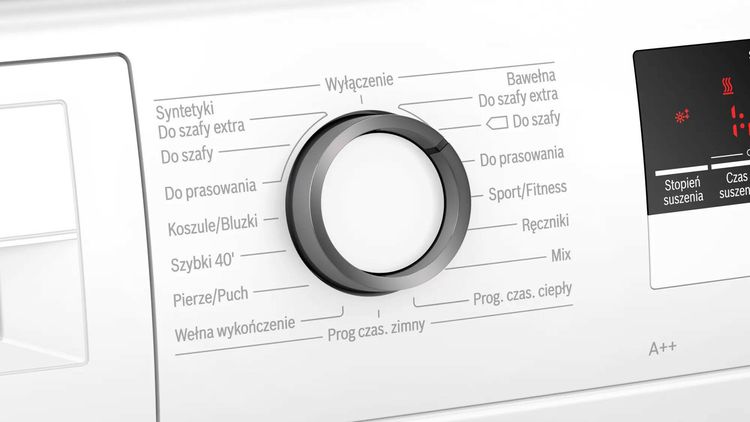 Wyłączenie
Syntetyki
Do szafy extra
Do szafy
Do prasowania
Koszule/Bluzki
Szybki 40'
Pierze/Puch
Wełna wykończenie
Prog czas. zimny
Bawełna
Do szafy extra
Do szafy
Do prasowania
Sport/Fitness
Ręczniki
Mix
Prog. czas. ciepły
Stopień
suszenia
Czas
A++